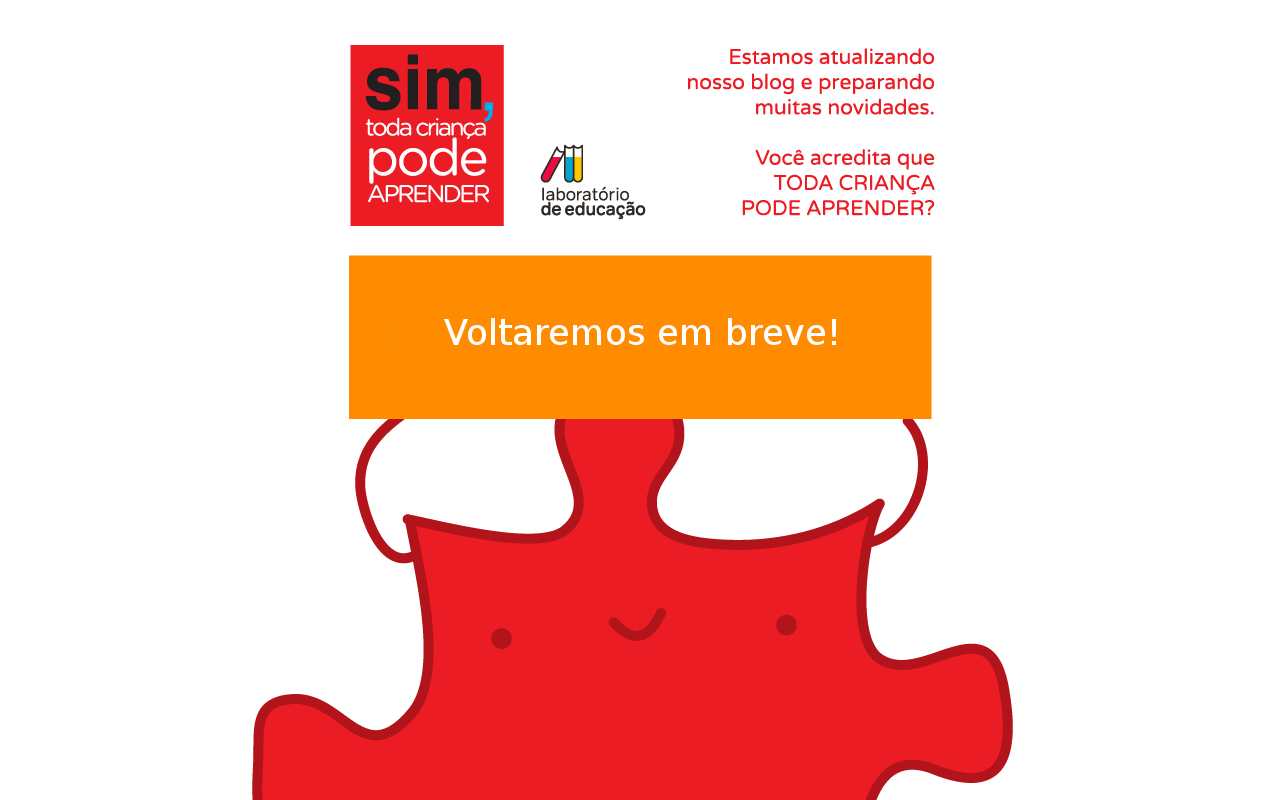 sim,
toda criança
pode
APRENDER
laboratório
de educação
Estamos atualizando
nosso blog e preparando
muitas novidades.
Você acredita que
TODA CRIANÇA
PODE APRENDER?
Voltaremos em breve!